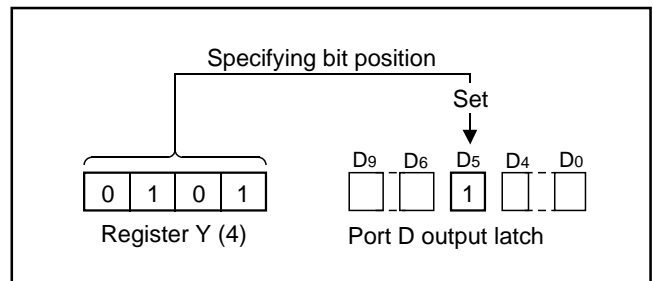 Specifying bit position
Set
D9 D6 D5 D4 D0
0 1 0 1 1
Register Y (4) Port D output latch